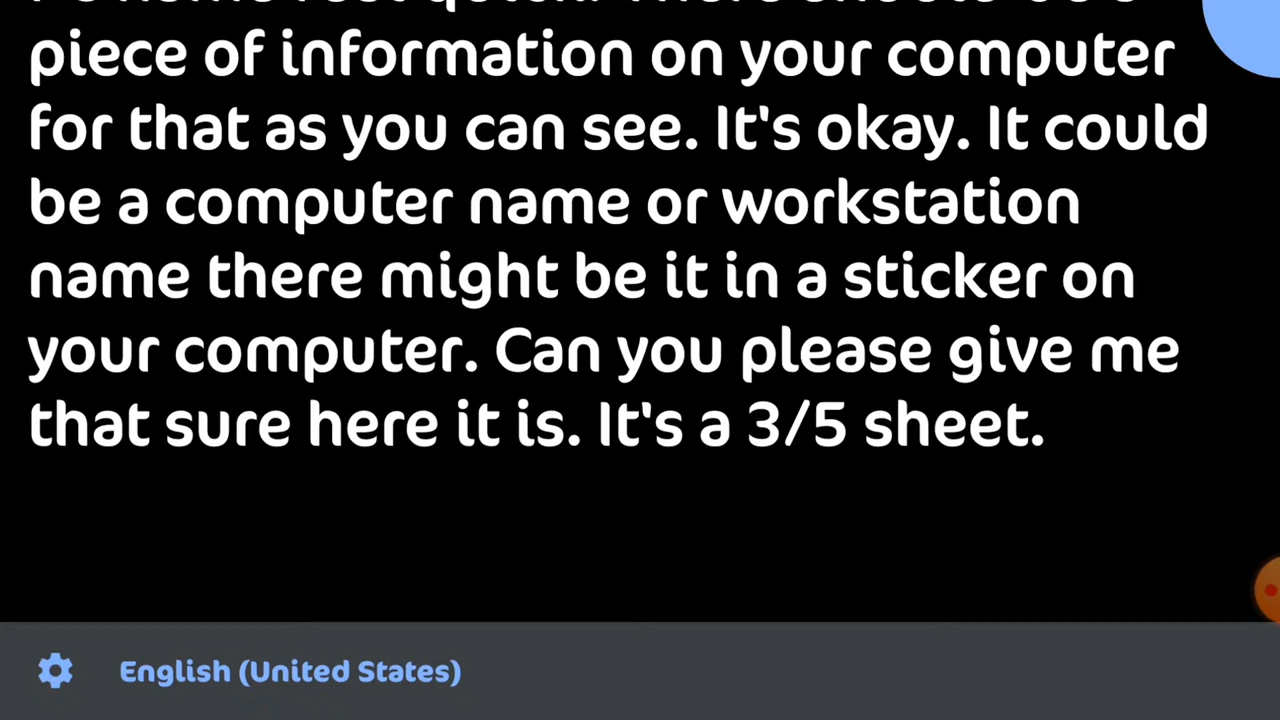 piece of information on your computer
for that as you can see. It's okay. It could
be a computer name or workstation
name there might be it in a sticker on
your computer. Can you please give me
that sure here it is. It's a 3/5 sheet.
English (United States)